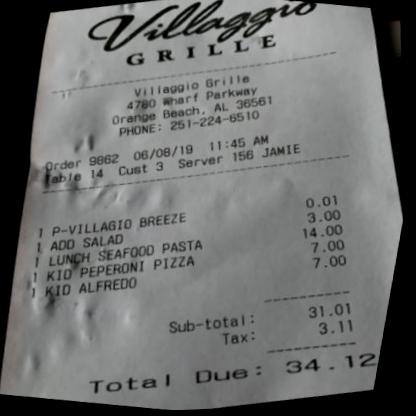 Villaggio
GRILLE
Villaggio Grille
4780 Wharf Parkway
Orange Beach, AL 36561
PHONE: 251-224-6510
Order 9862 06/08/19 11:45 AM
Table 14 Cust 3 Server 156 JAMIE
1 P-VILLAGIO BREEZE 0.01
1 ADD SALAD 3.00
1 LUNCH SEAFOOD PASTA 14.00
1 KID PEPERONI PIZZA 7.00
1 KID ALFREDO 7.00
Sub-total: 31.01
Tax: 3.11
Total Due: 34.12